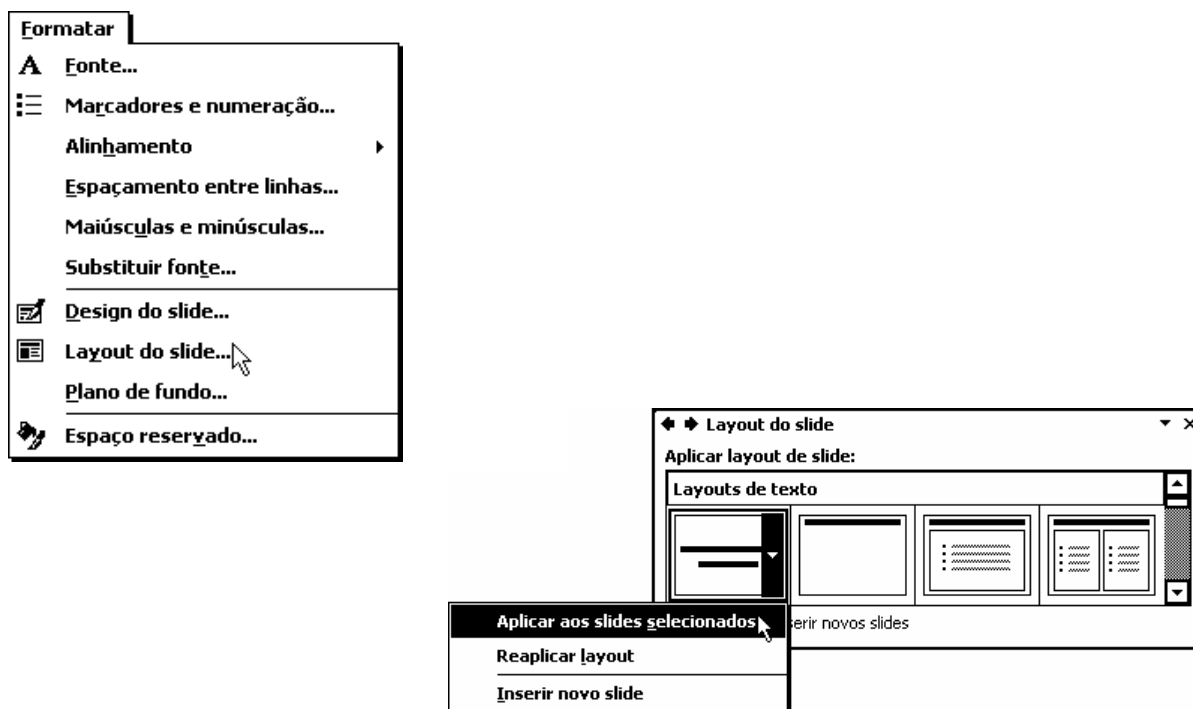 Formatar
Fonte...
Marcadores e numeração...
Alinhamento
Espaçamento entre linhas...
Maiúsculas e minúsculas...
Substituir fonte...
Design do slide...
Layout do slide...
Plano de fundo...
Espaço reservado...
Layout do slide
Aplicar layout de slide:
Layouts de texto
Aplicar aos slides selecionados
novos slides
Reaplicar layout
Inserir novo slide